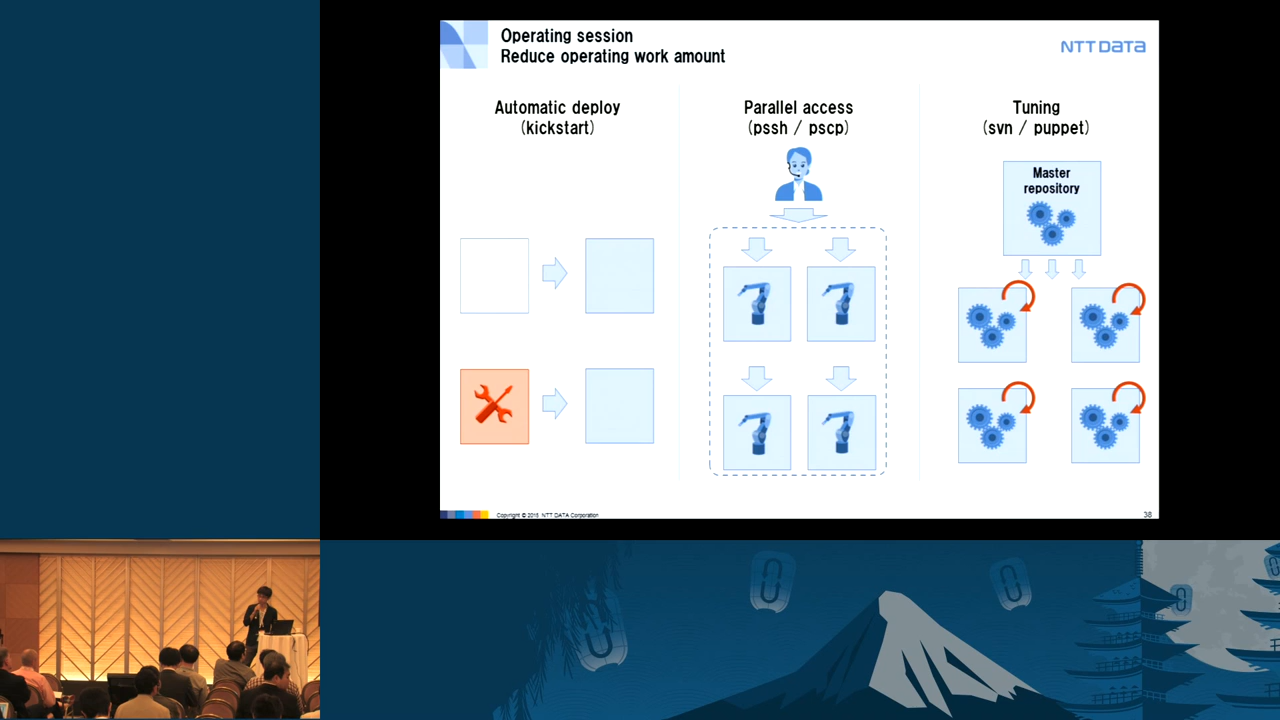 Operating session
Reduce operating work amount
NTT DATA
Automatic deploy
(kickstart)
Parallel access
(pssh / pscp)
Tuning
(svn / puppet)
Master
repository
Copyright © 2015 NTT DATA Corporation
38